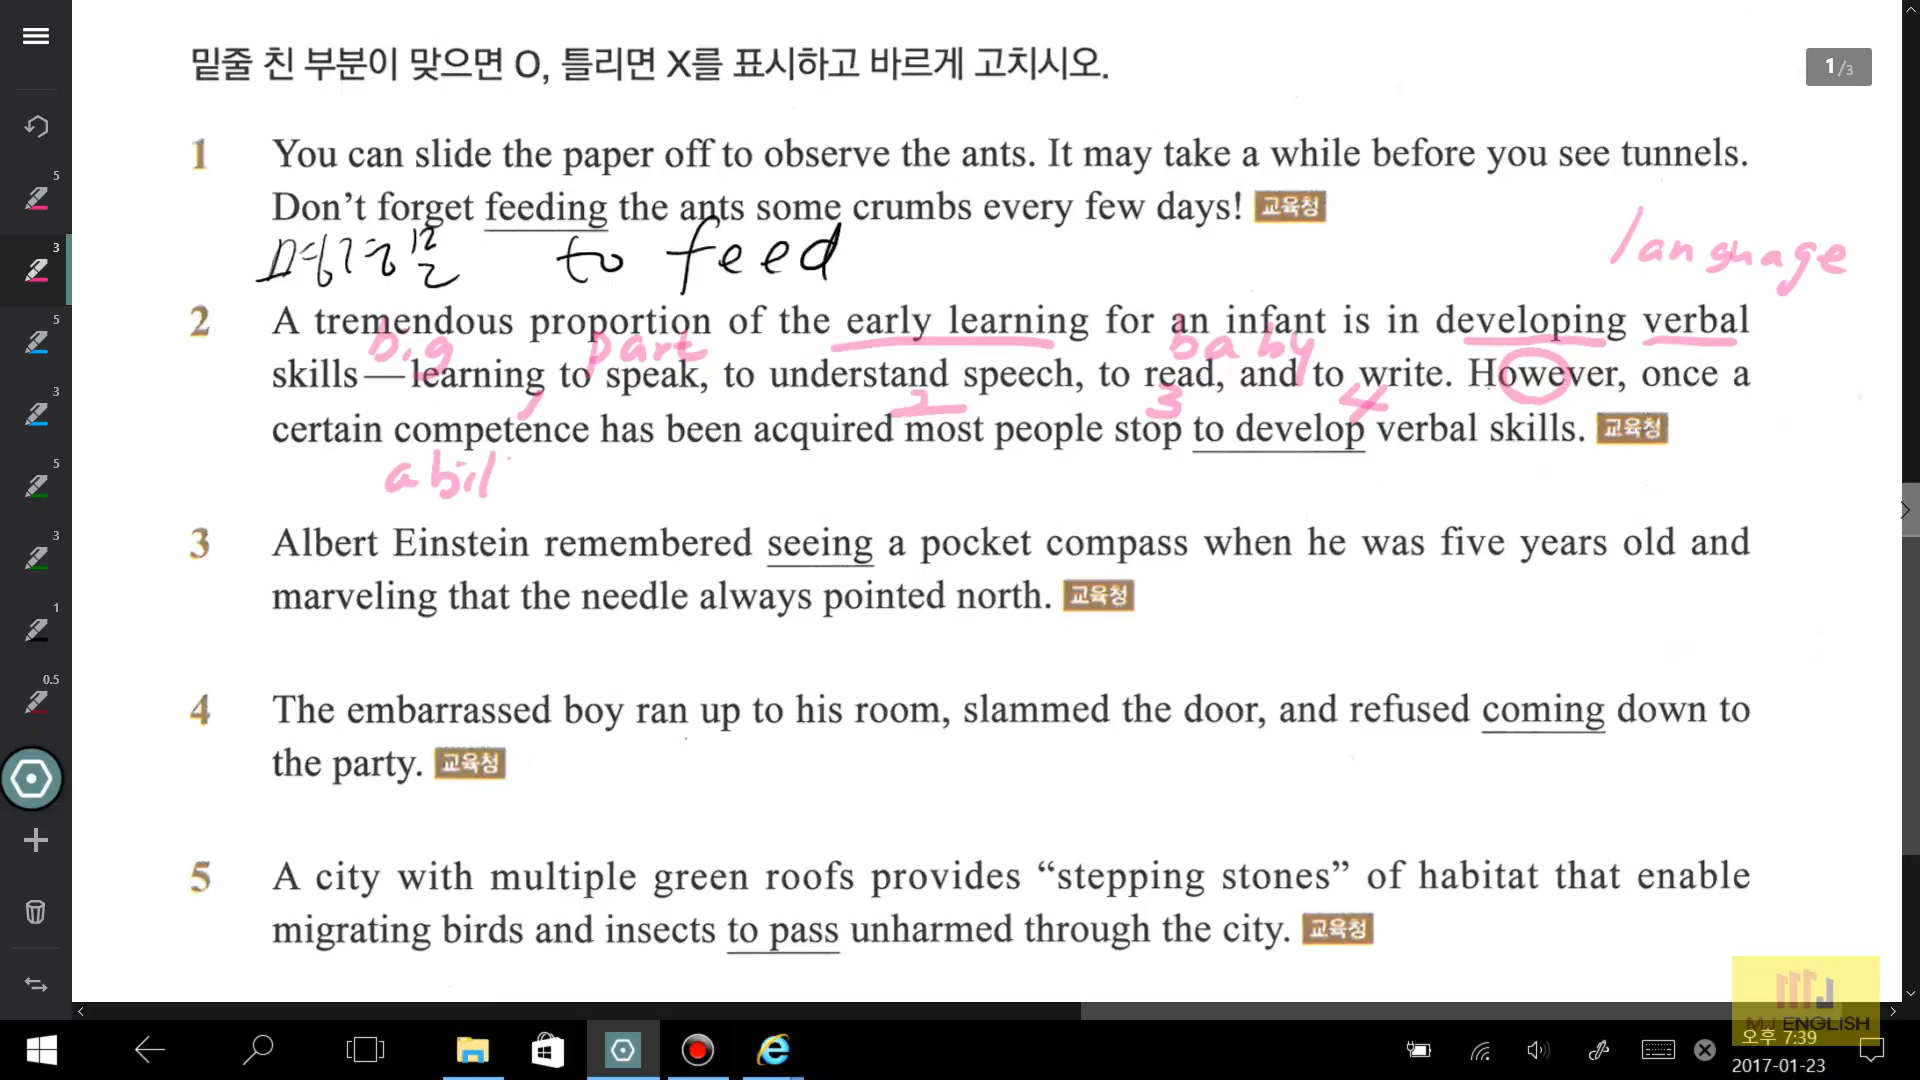 밑줄 친 부분이 맞으면 O, 틀리면 X를 표시하고 바르게 고치시오.
1/3
1 You can slide the paper off to observe the ants. It may take a while before you see tunnels.
Don't forget feeding the ants some crumbs every few days! 교육청
to feed
language
2 A tremendous proportion of the early learning for an infant is in developing verbal
big part baby
skills—learning to speak, to understand speech, to read, and to write. However, once a
2 3 4
certain competence has been acquired most people stop to develop verbal skills. 교육청
abil
3 Albert Einstein remembered seeing a pocket compass when he was five years old and
marveling that the needle always pointed north. 교육청
4 The embarrassed boy ran up to his room, slammed the door, and refused coming down to
the party. 교육청
5 A city with multiple green roofs provides “stepping stones” of habitat that enable
migrating birds and insects to pass unharmed through the city. 교육청
5
3
5
3
5
3
1
0.5
MJ ENGLISH
오후 7:39
2017-01-23